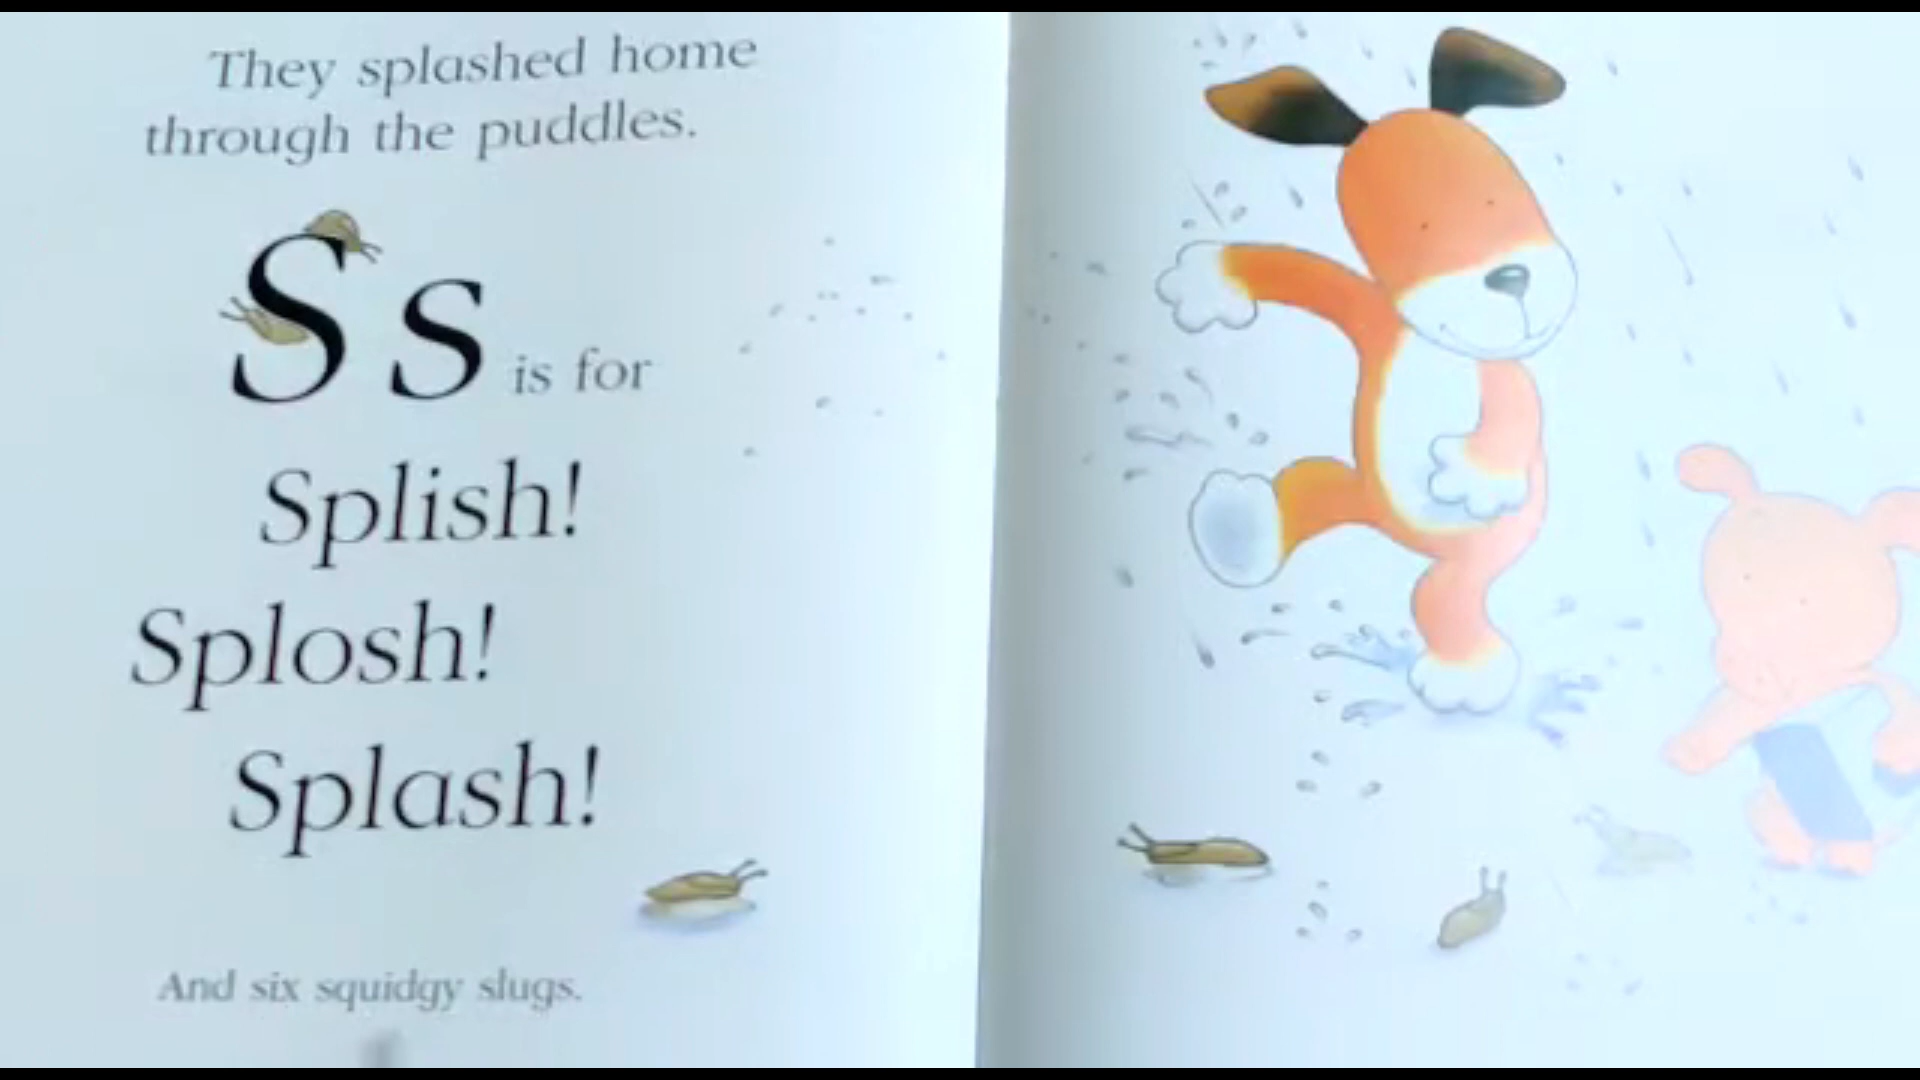 They splashed home
through the puddles.
Ss is for
Splish!
Splosh!
Splash!
And six squidgy slugs.